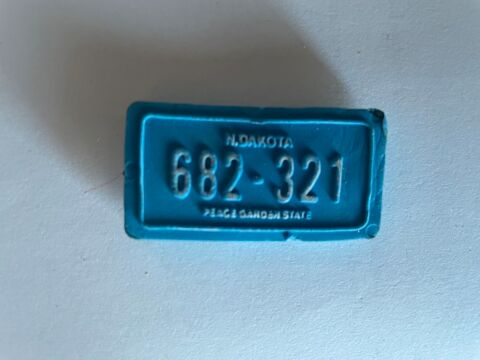 N.DAKOTA
682-321
PEACE GARDEN STATE